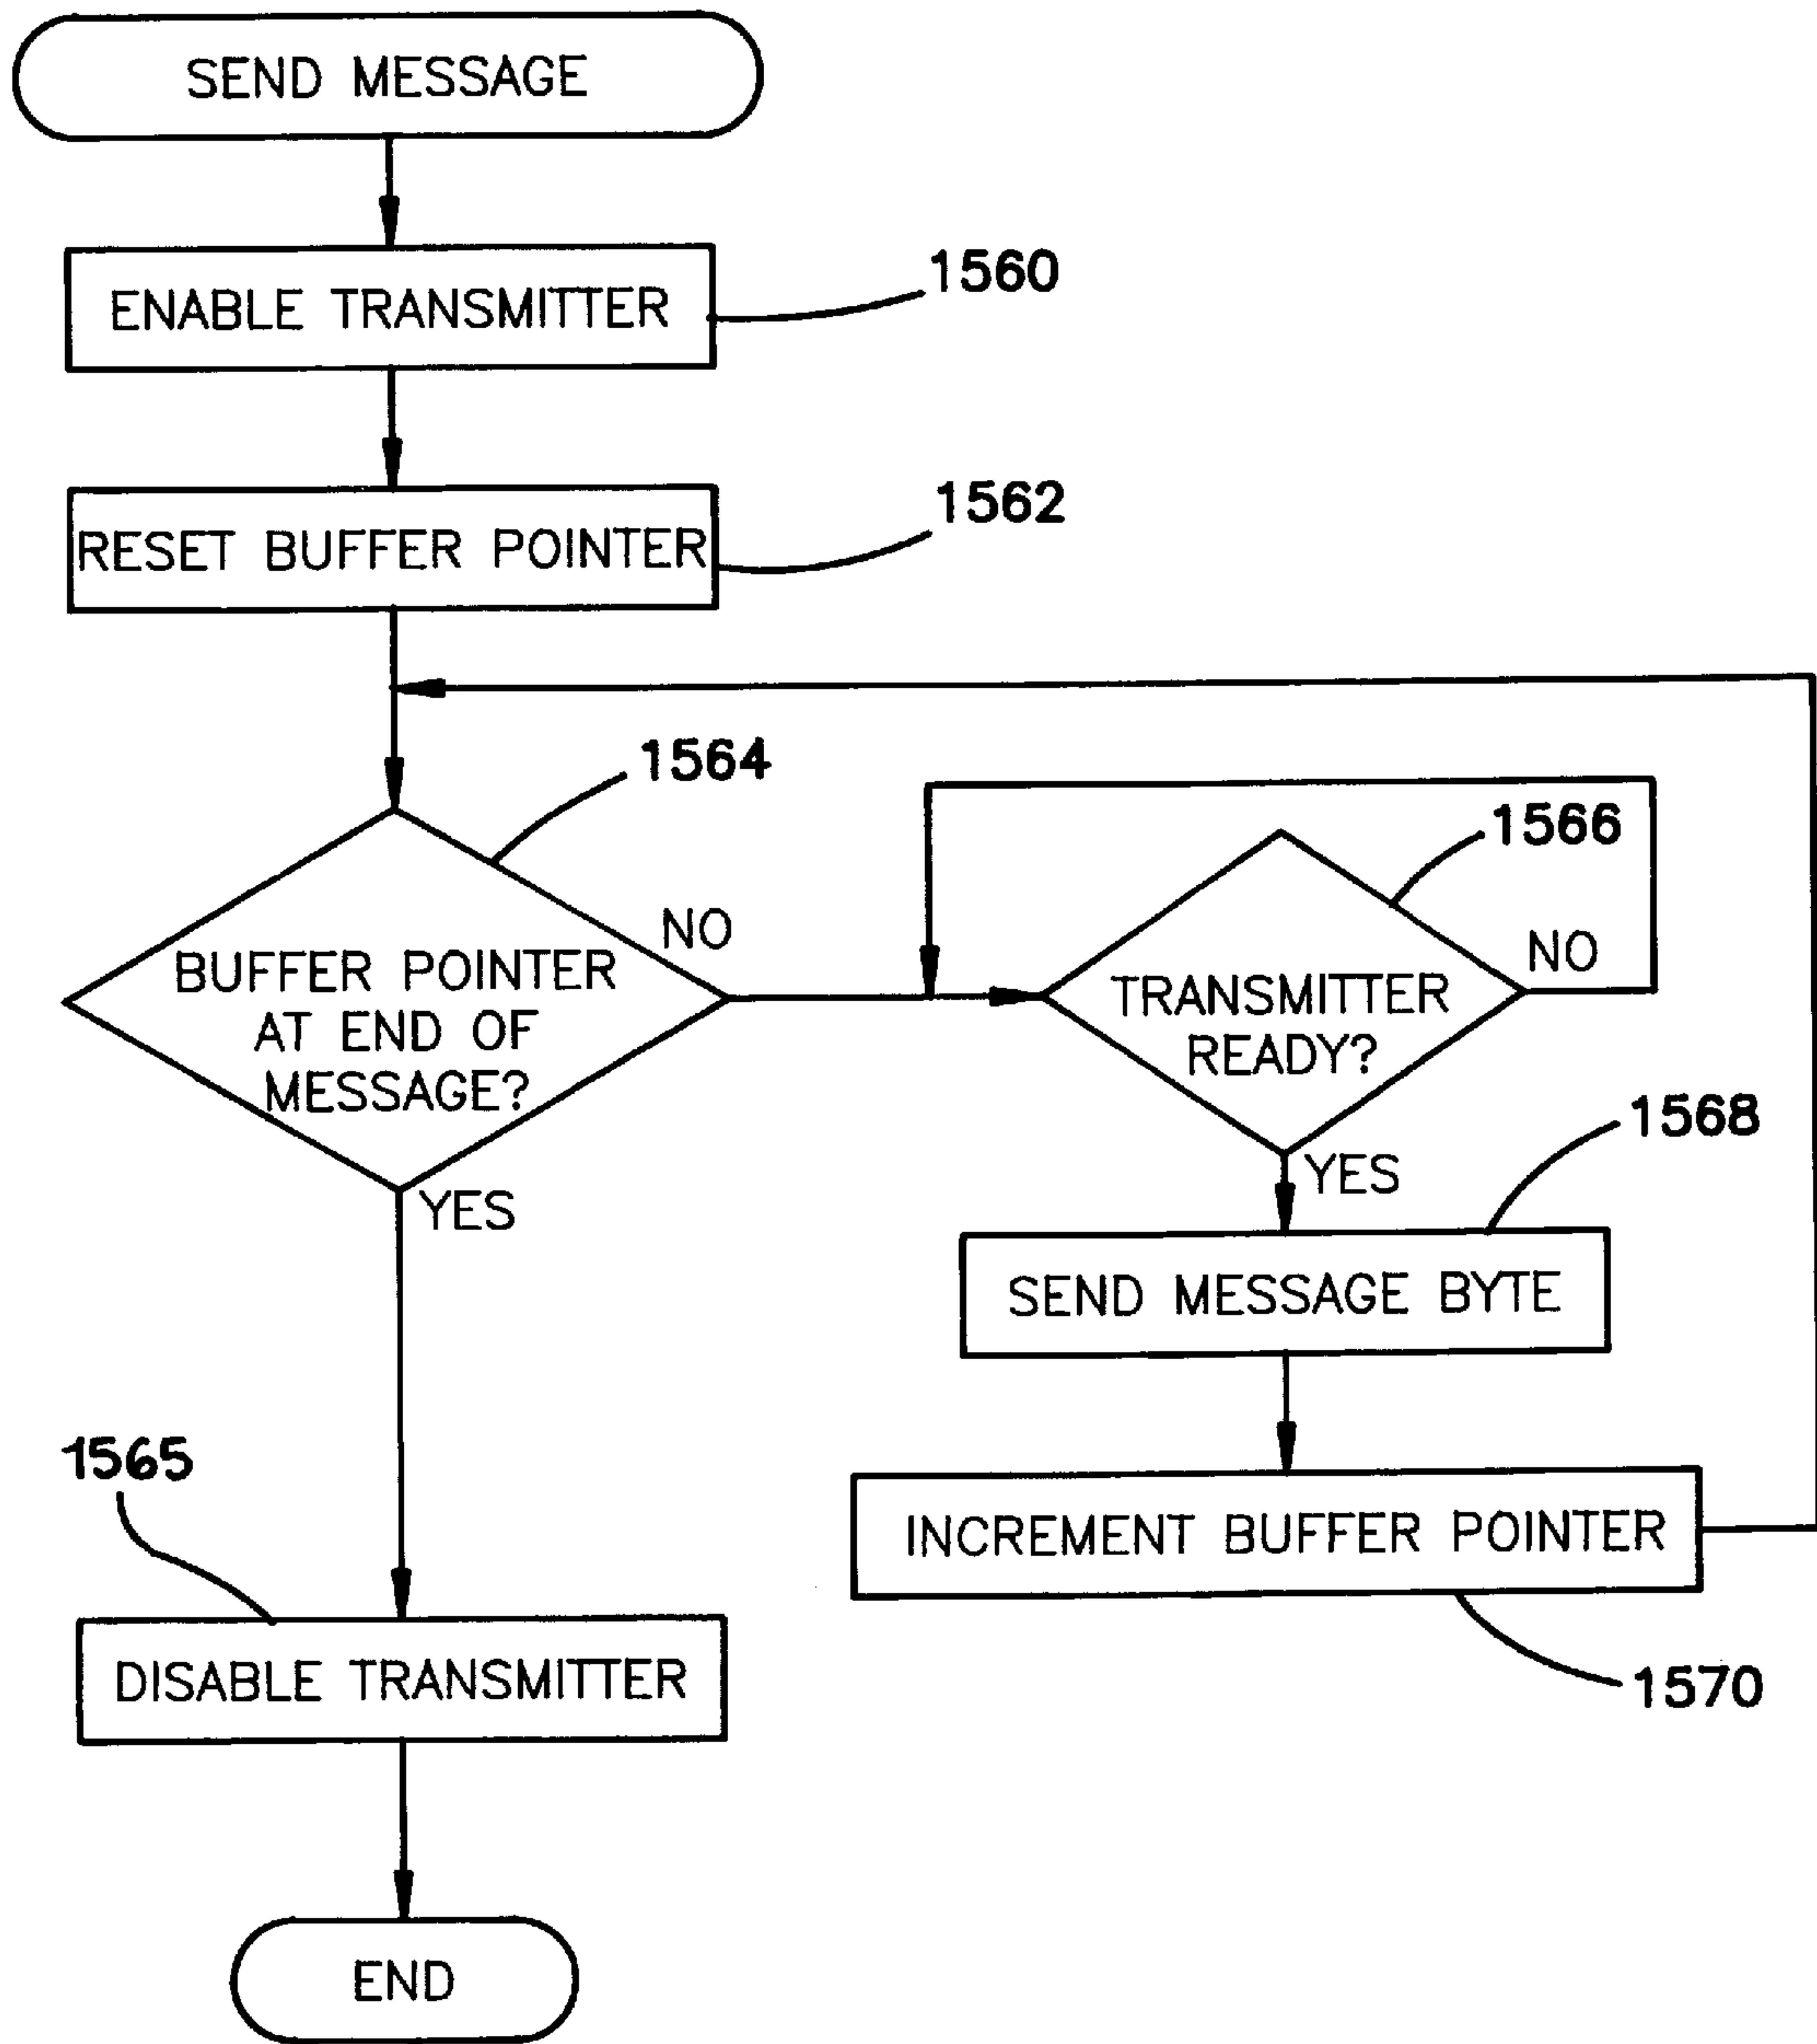 SEND MESSAGE
ENABLE TRANSMITTER
1560
RESET BUFFER POINTER
1562
1564
BUFFER POINTER
AT END OF
MESSAGE?
NO
YES
1566
TRANSMITTER
READY?
NO
YES
1568
SEND MESSAGE BYTE
INCREMENT BUFFER POINTER
1570
1565
DISABLE TRANSMITTER
END